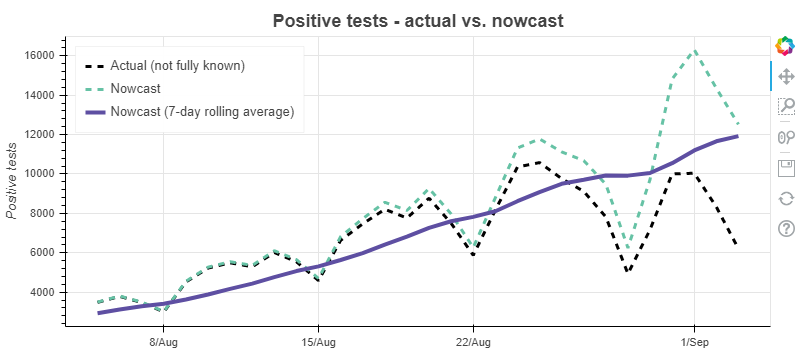 Positive tests - actual vs. nowcast
Actual (not fully known)
Nowcast
Nowcast (7-day rolling average)
Positive tests
16000
14000
12000
10000
8000
6000
4000
8/Aug
15/Aug
22/Aug
1/Sep